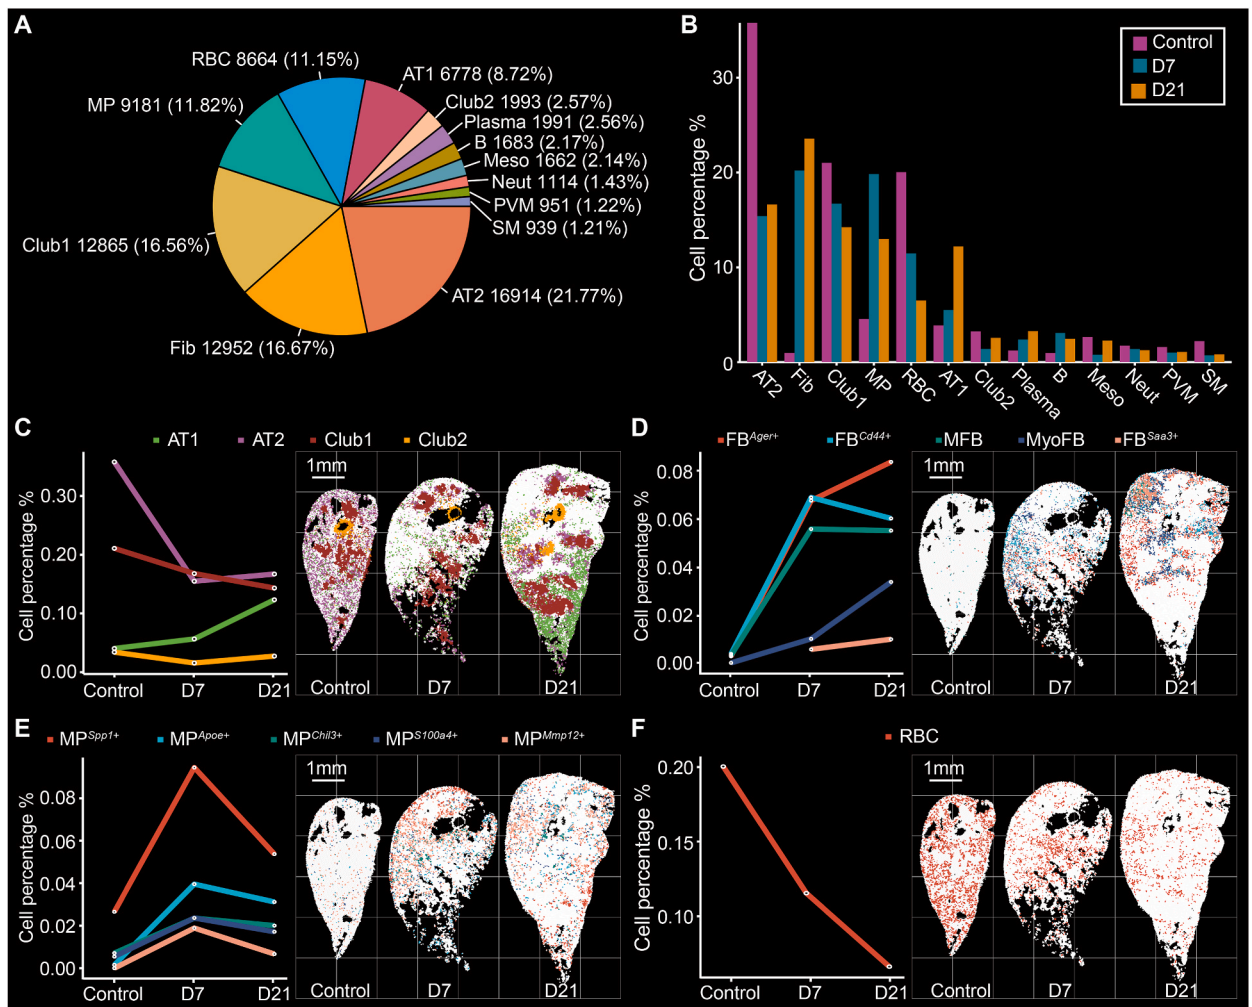 A
RBC 8664 (11.15%)
AT1 6778 (8.72%)
MP 9181 (11.82%)
Club2 1993 (2.57%)
Plasma 1991 (2.56%)
B 1683 (2.17%)
Meso 1662 (2.14%)
Neut 1114 (1.43%)
PVM 951 (1.22%)
SM 939 (1.21%)
Club1 12865 (16.56%)
AT2 16914 (21.77%)
Fib 12952 (16.67%)
B
Control
D7
D21
Cell percentage %
30
20
10
0
AT2 Fib Club1 MP RBC AT1 Club2 Plasma B Meso Neut PVM SM
C
AT1 AT2 Club1 Club2
Cell percentage %
0.30
0.20
0.10
0.00
Control D7 D21
1mm
Control D7 D21
D
FBAger+ FBCd44+ MFB MyoFB FBSaa3+
Cell percentage %
0.08
0.06
0.04
0.02
0.00
Control D7 D21
1mm
Control D7 D21
E
MPSpp1+ MPApoe+ MPChil3+ MPS100a4+ MPMmp12+
Cell percentage %
0.08
0.06
0.04
0.02
0.00
Control D7 D21
1mm
Control D7 D21
F
RBC
Cell percentage %
0.20
0.15
0.10
Control D7 D21
1mm
Control D7 D21